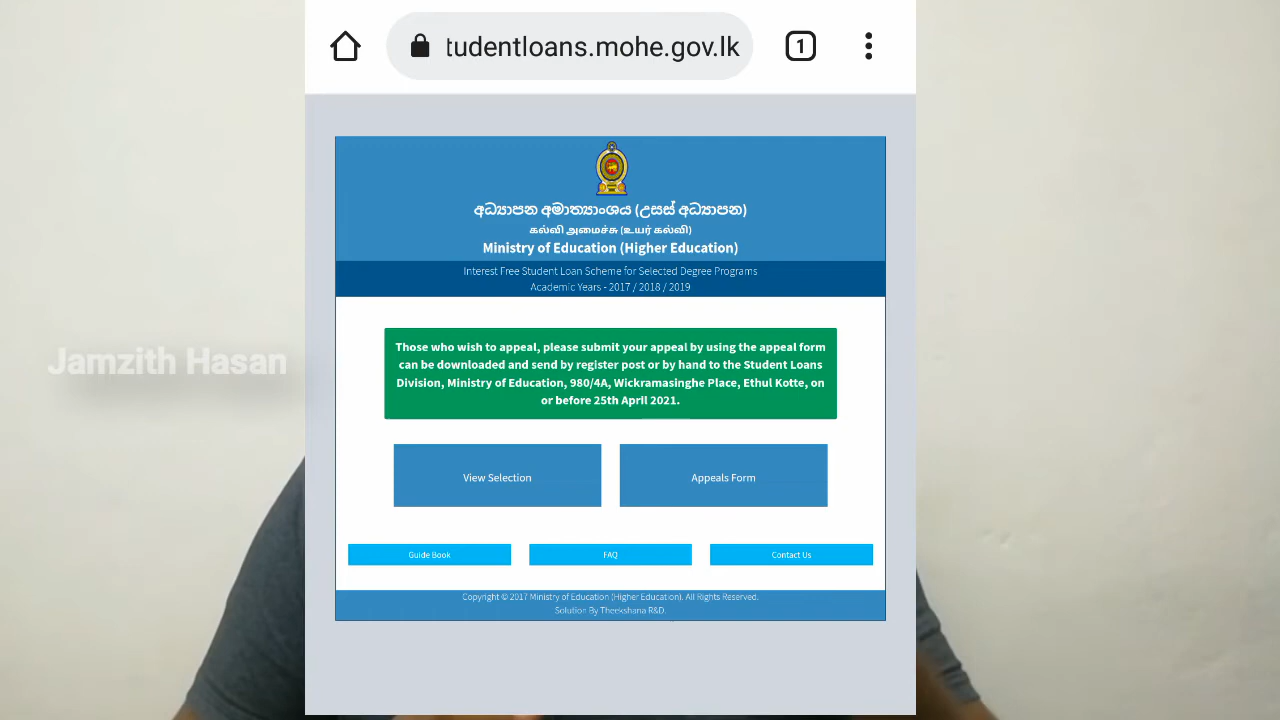 tudentloans.mohe.gov.lk
1
අධ්‍යාපන අමාත්‍යාංශය (උසස් අධ්‍යාපන)
கல்வி அமைச்சு (உயர் கல்வி)
Ministry of Education (Higher Education)
Interest Free Student Loan Scheme for Selected Degree Programs
Academic Years - 2017 / 2018 / 2019
Jamzith Hasan
Those who wish to appeal, please submit your appeal by using the appeal form
can be downloaded and send by register post or by hand to the Student Loans
Division, Ministry of Education, 980/4A, Wickramasinghe Place, Ethul Kotte, on
or before 25th April 2021.
View Selection
Appeals Form
Guide Book
FAQ
Contact Us
Copyright © 2017 Ministry of Education (Higher Education). All Rights Reserved.
Solution By Theekshana R&D.